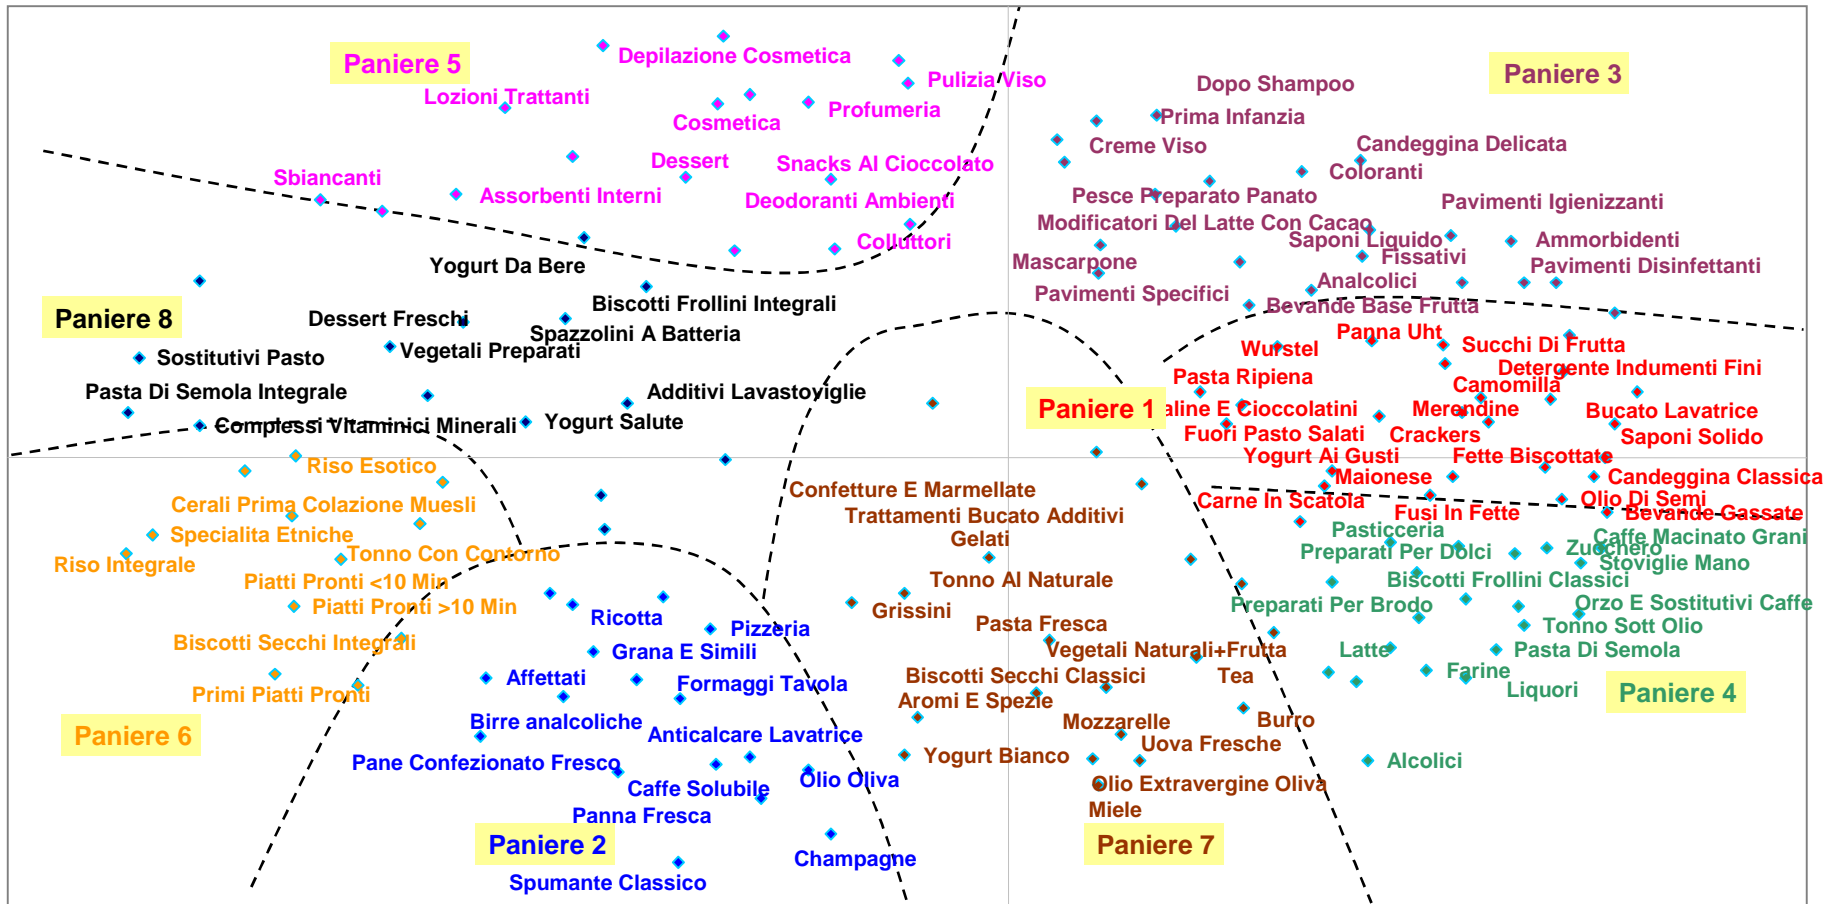 Paniere 5
Depilazione Cosmetica
Lozioni Trattanti
Pulizia Viso
Profumeria
Cosmetica
Dessert
Snacks Al Cioccolato
Sbiancanti
Assorbenti Interni
Deodoranti Ambienti
Colluttori
Paniere 3
Dopo Shampoo
Prima Infanzia
Creme Viso
Candeggina Delicata
Coloranti
Pesce Preparato Panato
Pavimenti Igienizzanti
Modificatori Del Latte Con Cacao
Saponi Liquido
Ammorbidenti
Fissativi
Mascarpone
Pavimenti Disinfettanti
Analcolici
Pavimenti Specifici
Bevande Base Frutta
Paniere 8
Yogurt Da Bere
Biscotti Frollini Integrali
Dessert Freschi
Spazzolini A Batteria
Vegetali Preparati
Sostitutivi Pasto
Pasta Di Semola Integrale
Additivi Lavastoviglie
Complessi Vitaminici Minerali
Yogurt Salute
Paniere 1
Panna Uht
Wurstel
Succhi Di Frutta
Detergente Indumenti Fini
Pasta Ripiena
Camomilla
aline E Cioccolatini
Merendine
Bucato Lavatrice
Fuori Pasto Salati
Crackers
Saponi Solido
Yogurt Ai Gusti
Fette Biscottate
Maionese
Candeggina Classica
Carne In Scatola
Olio Di Semi
Fusi In Fette
Bevande Gassate
Riso Esotico
Cerali Prima Colazione Muesli
Specialita Etniche
Riso Integrale
Tonno Con Contorno
Piatti Pronti <10 Min
Piatti Pronti >10 Min
Biscotti Secchi Integrali
Primi Piatti Pronti
Paniere 6
Ricotta
Pizzeria
Grana E Simili
Affettati
Formaggi Tavola
Birre analcoliche
Anticalcare Lavatrice
Pane Confezionato Fresco
Olio Oliva
Caffe Solubile
Panna Fresca
Paniere 2
Champagne
Spumante Classico
Confetture E Marmellate
Trattamenti Bucato Additivi
Gelati
Tonno Al Naturale
Grissini
Pasta Fresca
Vegetali Naturali+Frutta
Biscotti Secchi Classici
Tea
Aromi E Spezie
Mozzarelle
Burro
Uova Fresche
Yogurt Bianco
Olio Extravergine Oliva
Miele
Paniere 7
Pasticceria
Caffe Macinato Grani
Preparati Per Dolci
Zucchero
Stoviglie Mano
Biscotti Frollini Classici
Preparati Per Brodo
Orzo E Sostitutivi Caffe
Tonno Sott Olio
Latte
Pasta Di Semola
Farine
Liquori
Paniere 4
Alcolici